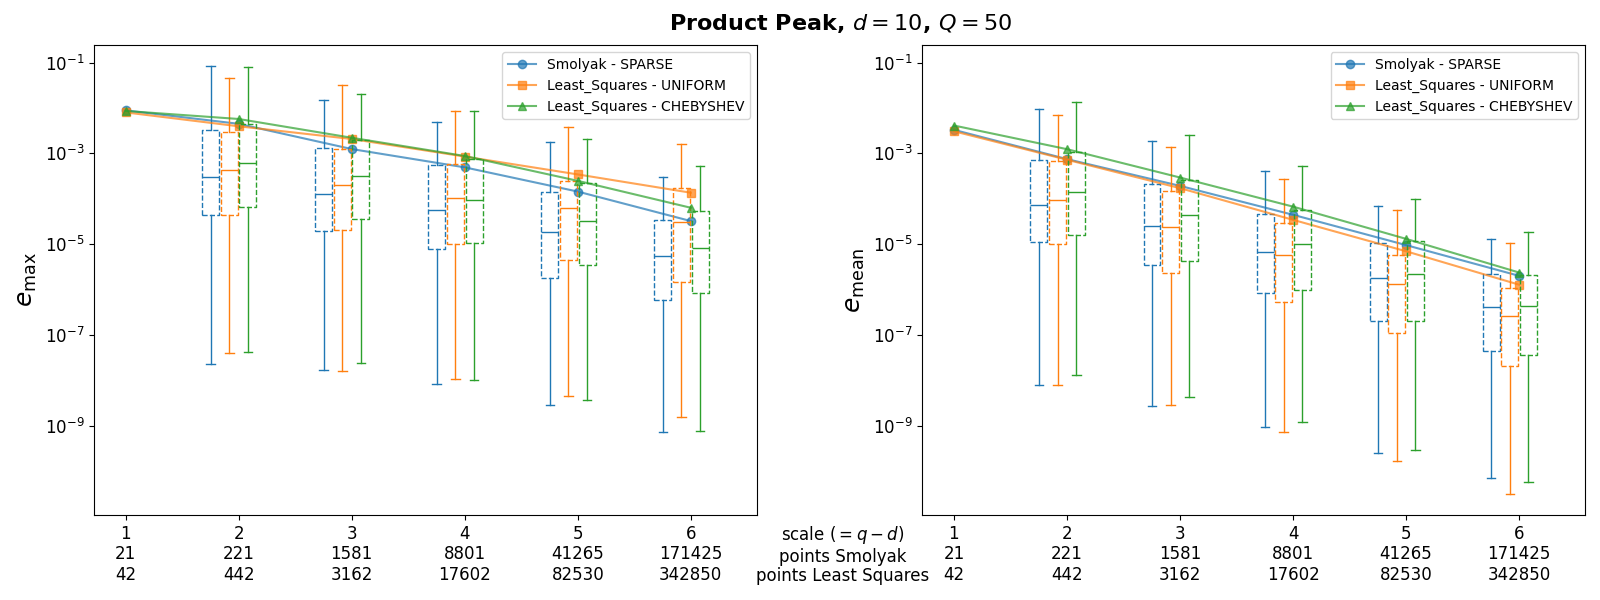 Product Peak, d = 10, Q = 50
10⁻¹
10⁻³
10⁻⁵
10⁻⁷
10⁻⁹
e_max
Smolyak - SPARSE
Least_Squares - UNIFORM
Least_Squares - CHEBYSHEV
1 2 3 4 5 6
21 221 1581 8801 41265 171425
42 442 3162 17602 82530 342850
scale (= q − d)
points Smolyak
points Least Squares
10⁻¹
10⁻³
10⁻⁵
10⁻⁷
10⁻⁹
e_mean
Smolyak - SPARSE
Least_Squares - UNIFORM
Least_Squares - CHEBYSHEV
1 2 3 4 5 6
21 221 1581 8801 41265 171425
42 442 3162 17602 82530 342850